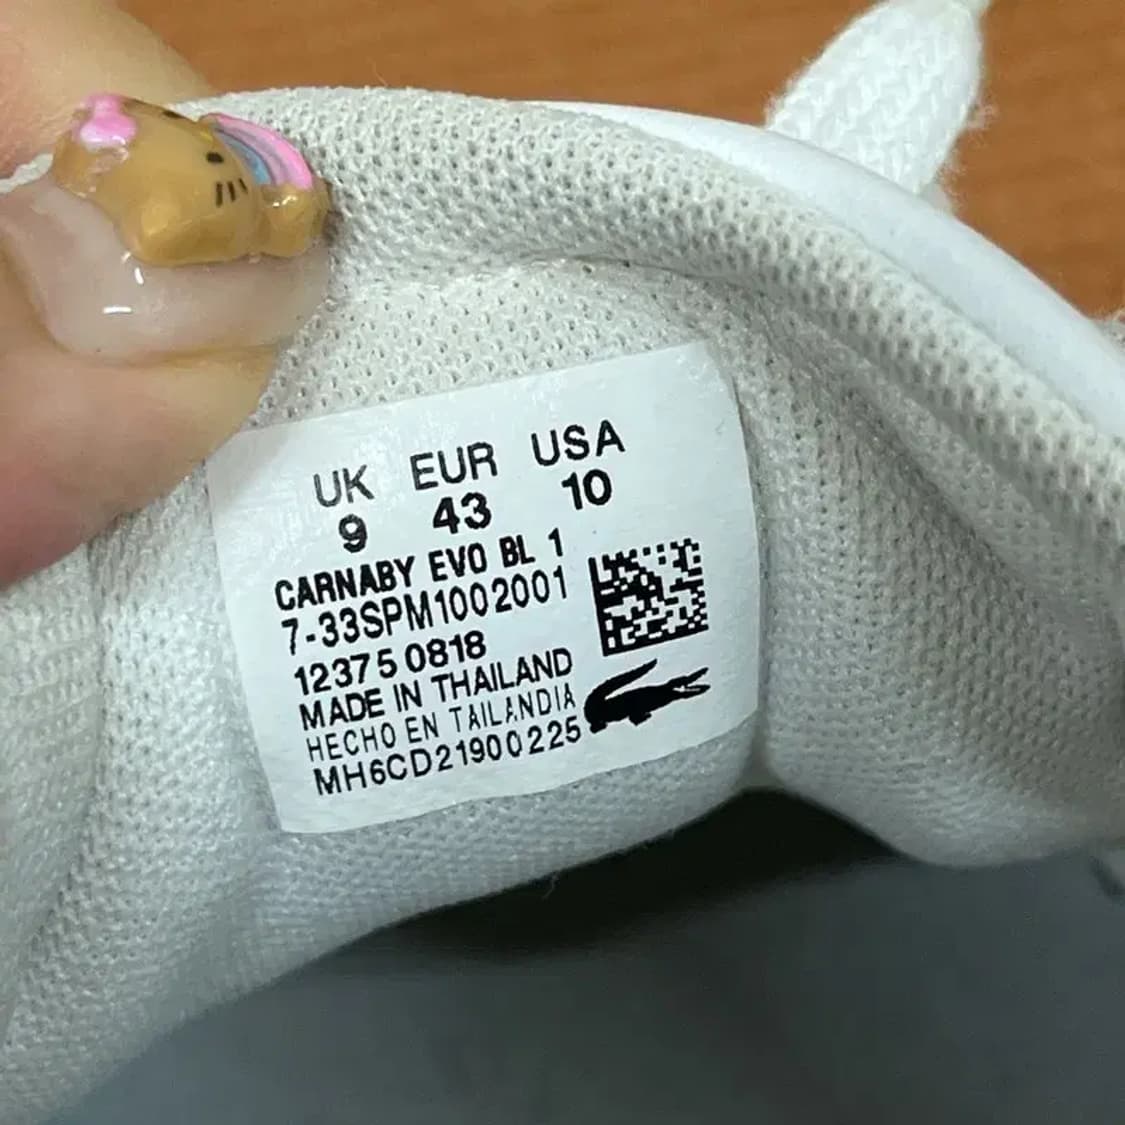 UK EUR USA
9 43 10
CARNABY EVO BL 1
7-33SPM1002001
12375 0818
MADE IN THAILAND
HECHO EN TAILANDIA
MH6CD21900225